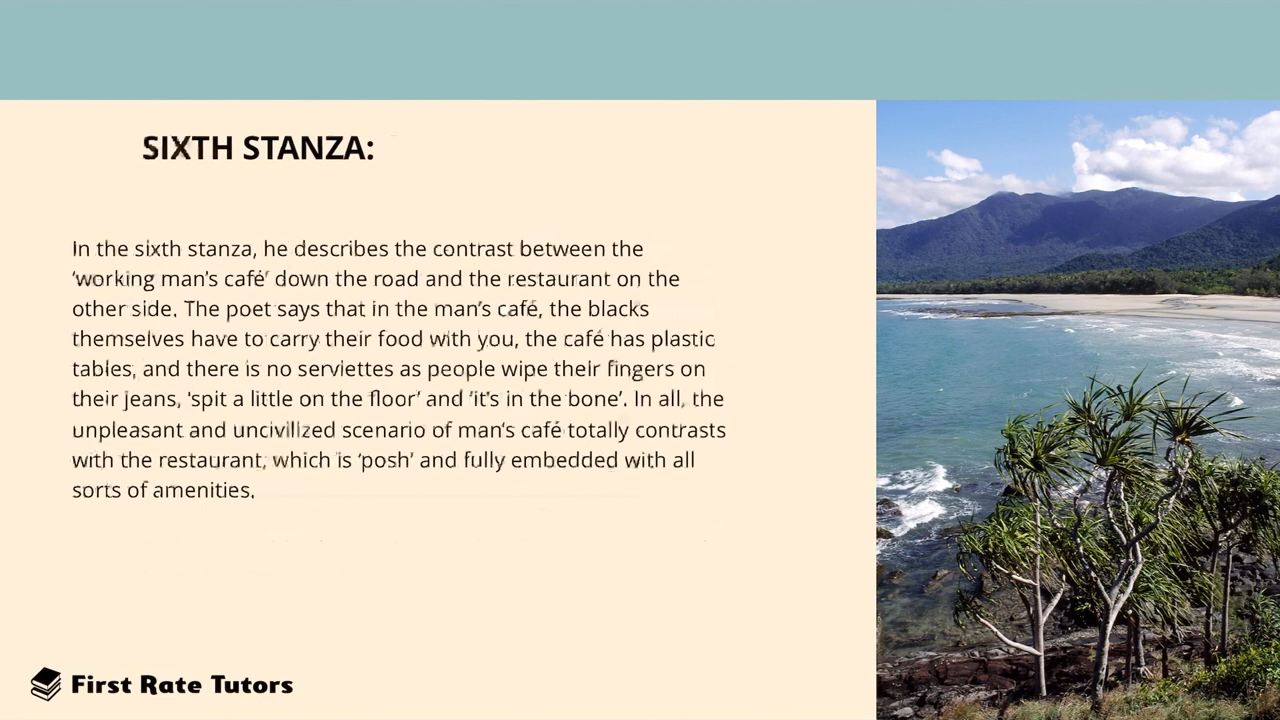 SIXTH STANZA:
In the sixth stanza, he describes the contrast between the
‘working man’s café’ down the road and the restaurant on the
other side. The poet says that in the man’s café, the blacks
themselves have to carry their food with you, the café has plastic
tables, and there is no serviettes as people wipe their fingers on
their jeans, ‘spit a little on the floor’ and ‘it’s in the bone’. In all, the
unpleasant and uncivilized scenario of man’s café totally contrasts
with the restaurant, which is ‘posh’ and fully embedded with all
sorts of amenities.
First Rate Tutors